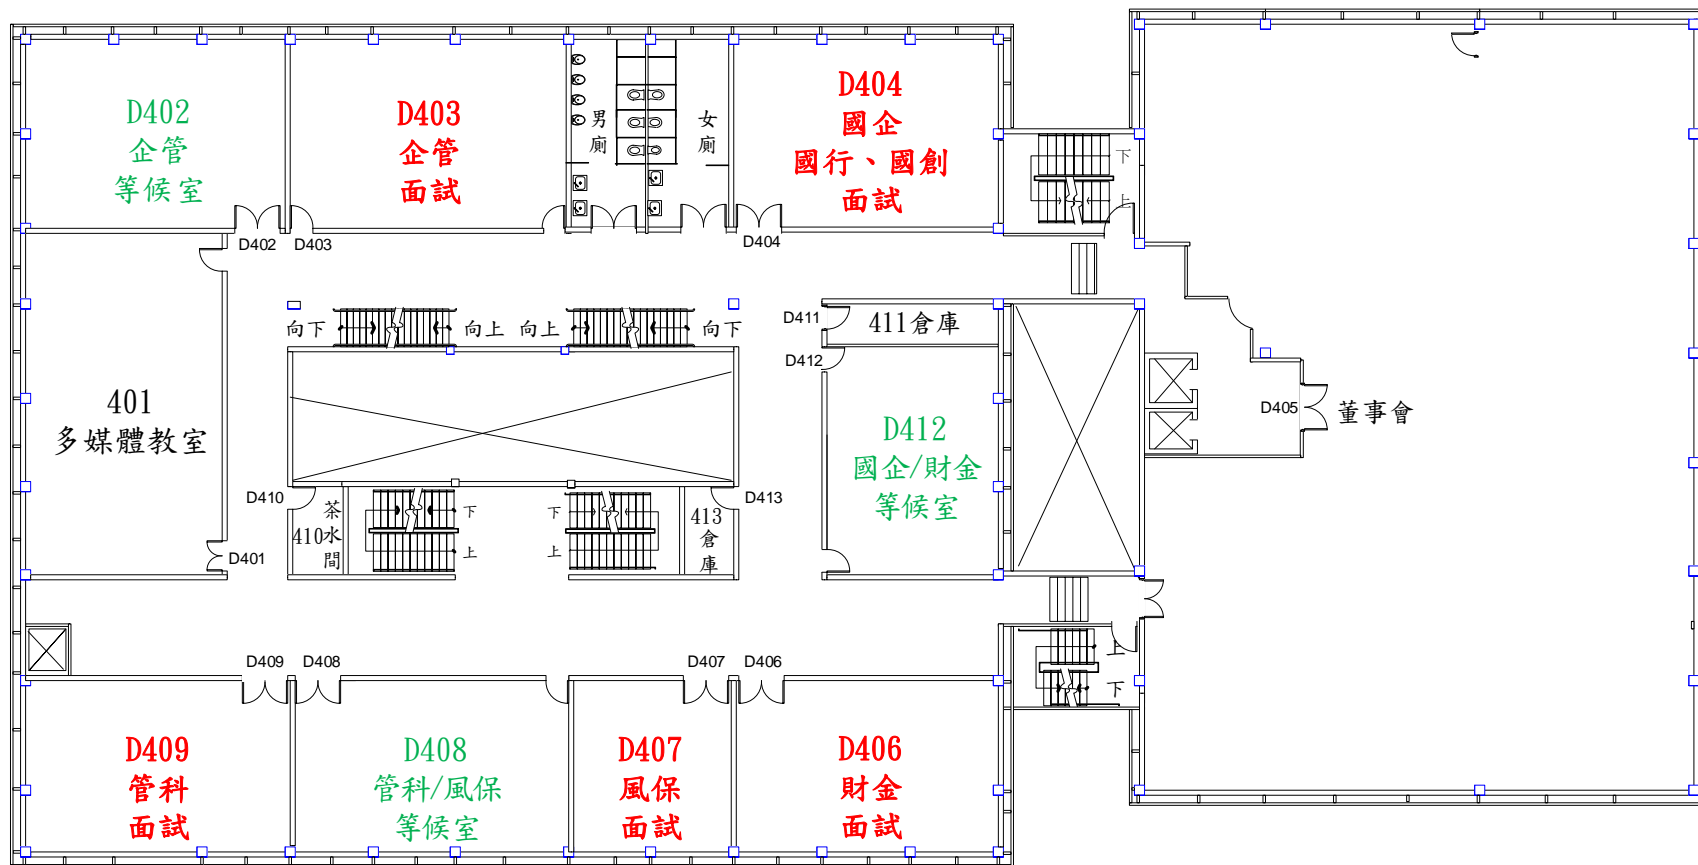 D402
企管
等候室
D403
企管
面試
男廁
女廁
D404
國企
國行、國創
面試
下
上
D402
D403
D404
向下
向上
向上
向下
D411
411倉庫
D412
401
多媒體教室
D412
國企/財金
等候室
D405
董事會
D410
茶水間
410
下
上
下
上
413
倉庫
D413
D401
上
下
D409
D408
D407
D406
D409
管科
面試
D408
管科/風保
等候室
D407
風保
面試
D406
財金
面試